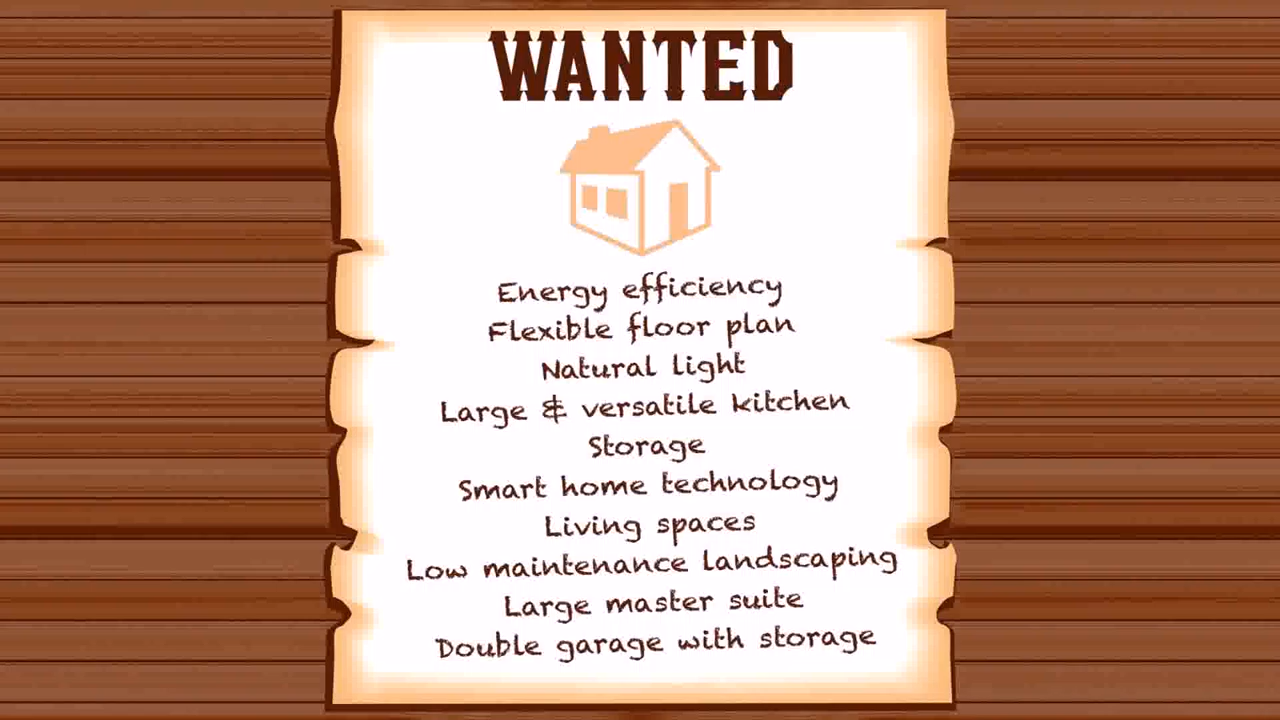 WANTED
Energy efficiency
Flexible floor plan
Natural light
Large & versatile kitchen
Storage
Smart home technology
Living spaces
Low maintenance landscaping
Large master suite
Double garage with storage